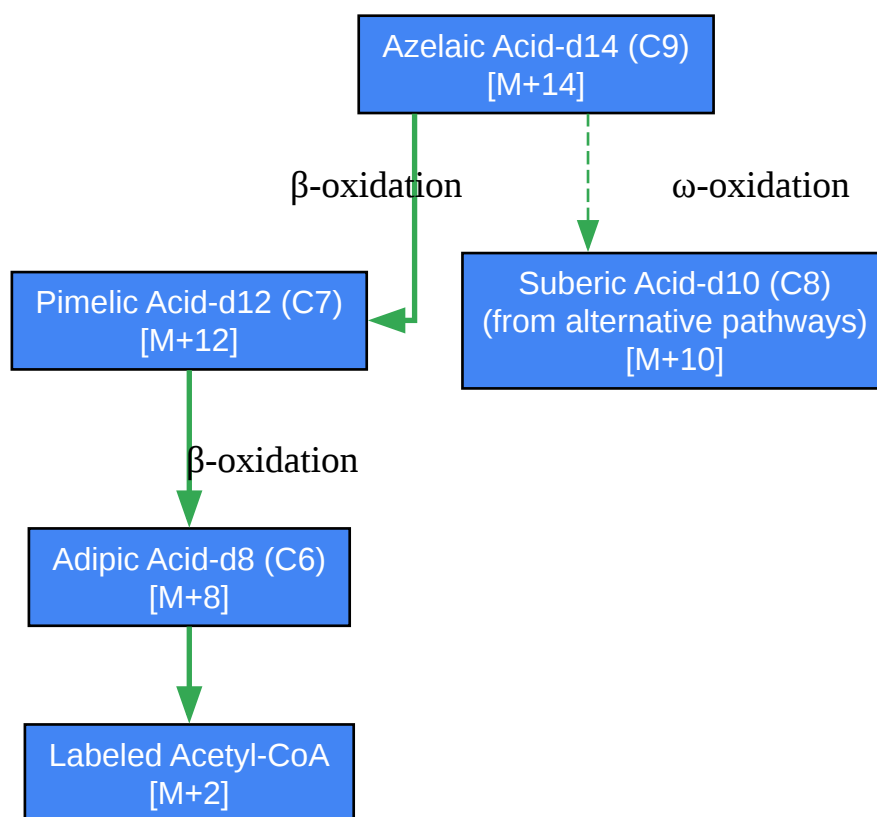 Azelaic Acid-d14 (C9)
[M+14]
β-oxidation
ω-oxidation
Pimelic Acid-d12 (C7)
[M+12]
Suberic Acid-d10 (C8)
(from alternative pathways)
[M+10]
β-oxidation
Adipic Acid-d8 (C6)
[M+8]
Labeled Acetyl-CoA
[M+2]